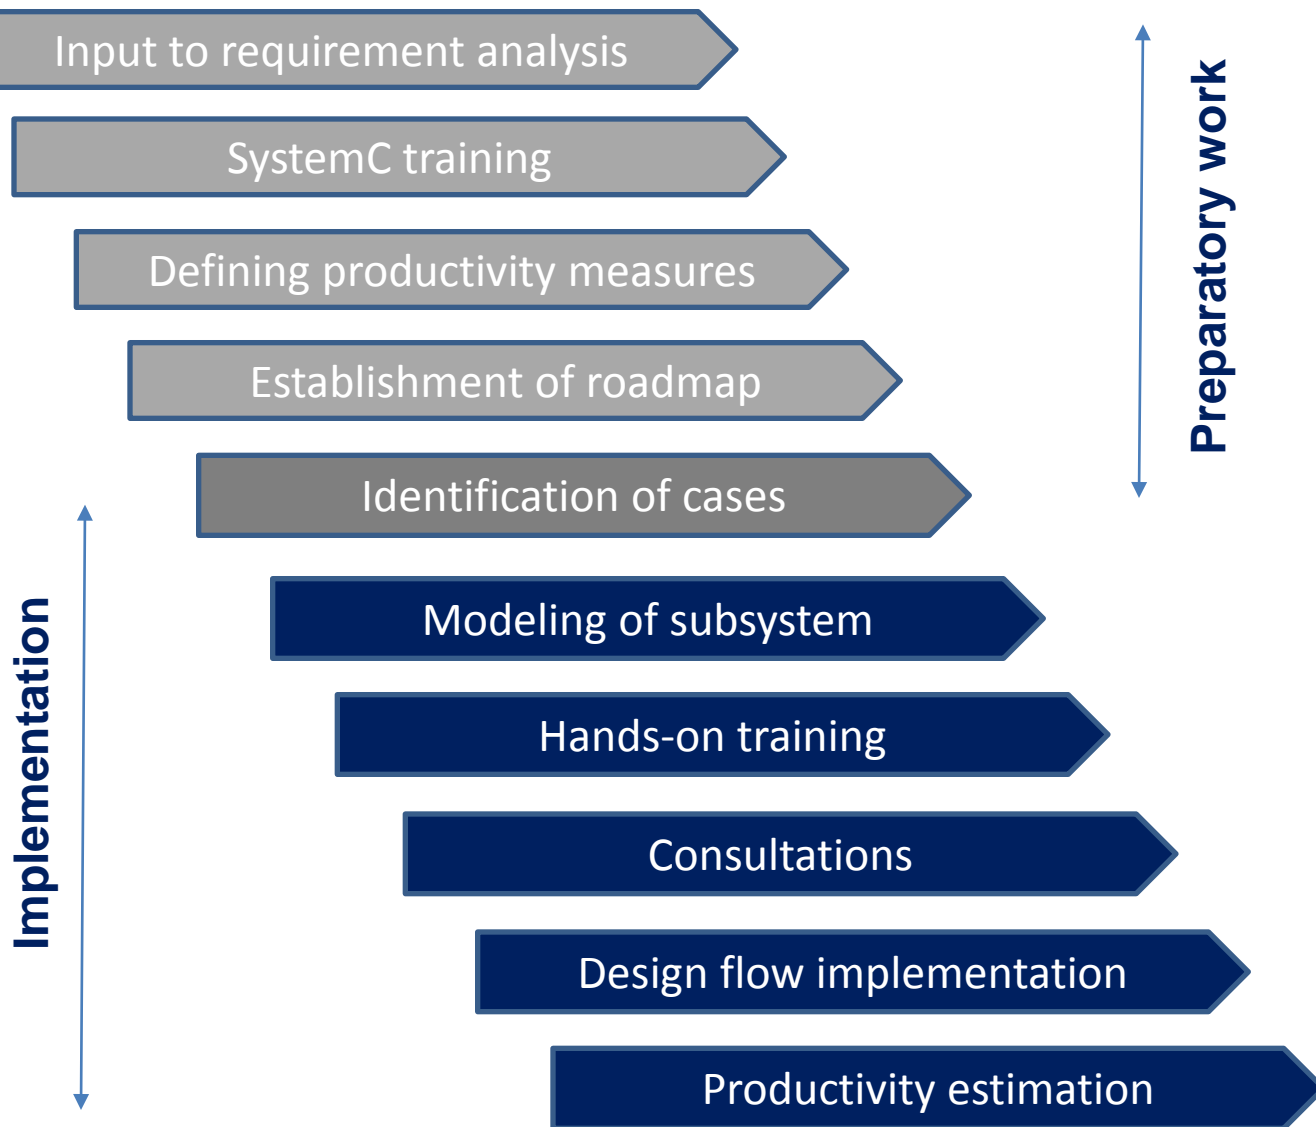 Input to requirement analysis
SystemC training
Defining productivity measures
Establishment of roadmap
Identification of cases
Preparatory work
Modeling of subsystem
Hands-on training
Consultations
Design flow implementation
Productivity estimation
Implementation